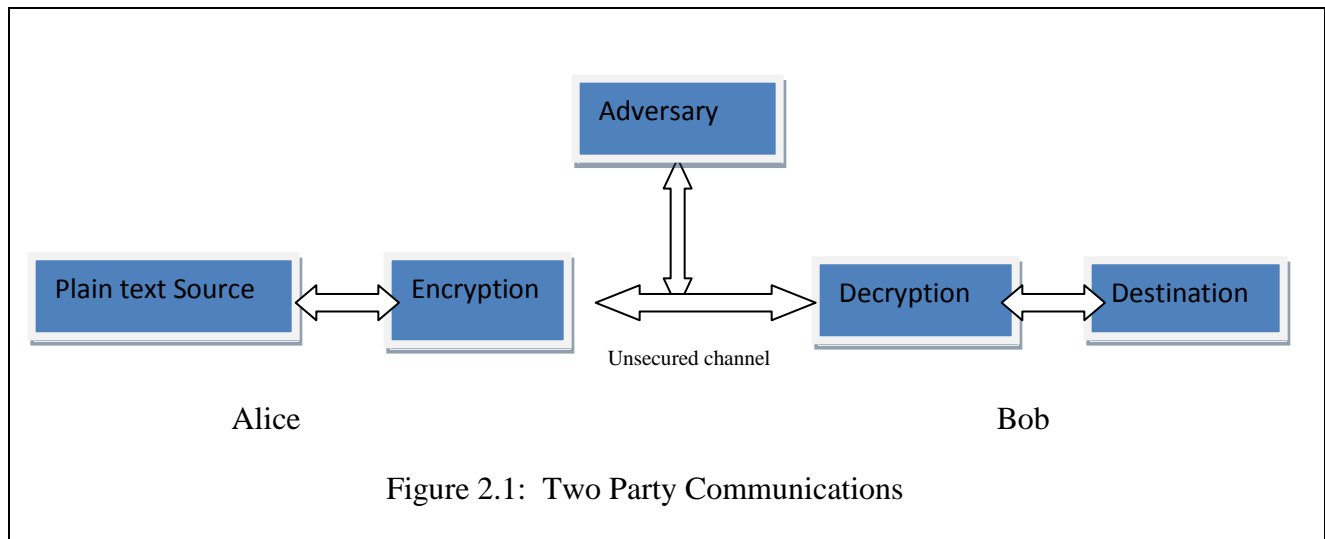 Adversary
Plain text Source
Encryption
Decryption
Destination
Unsecured channel
Alice
Bob
Figure 2.1: Two Party Communications